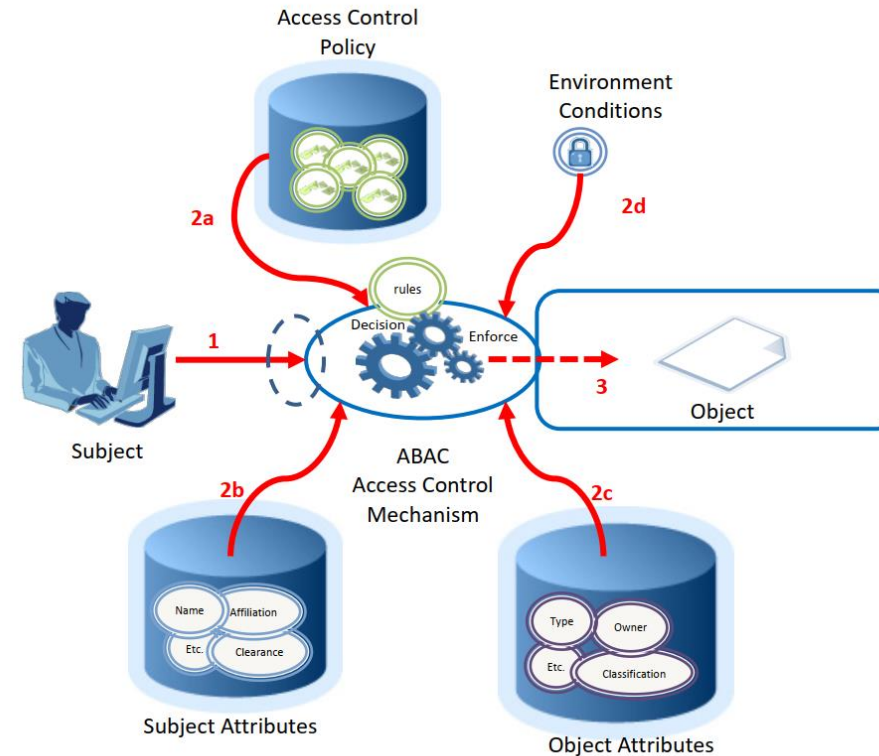 Access Control
Policy
Environment
Conditions
2a
2d
rules
Decision
Enforce
1
3
Subject
Object
ABAC
Access Control
Mechanism
2b
2c
Name
Affiliation
Etc.
Clearance
Type
Owner
Etc.
Classification
Subject Attributes
Object Attributes